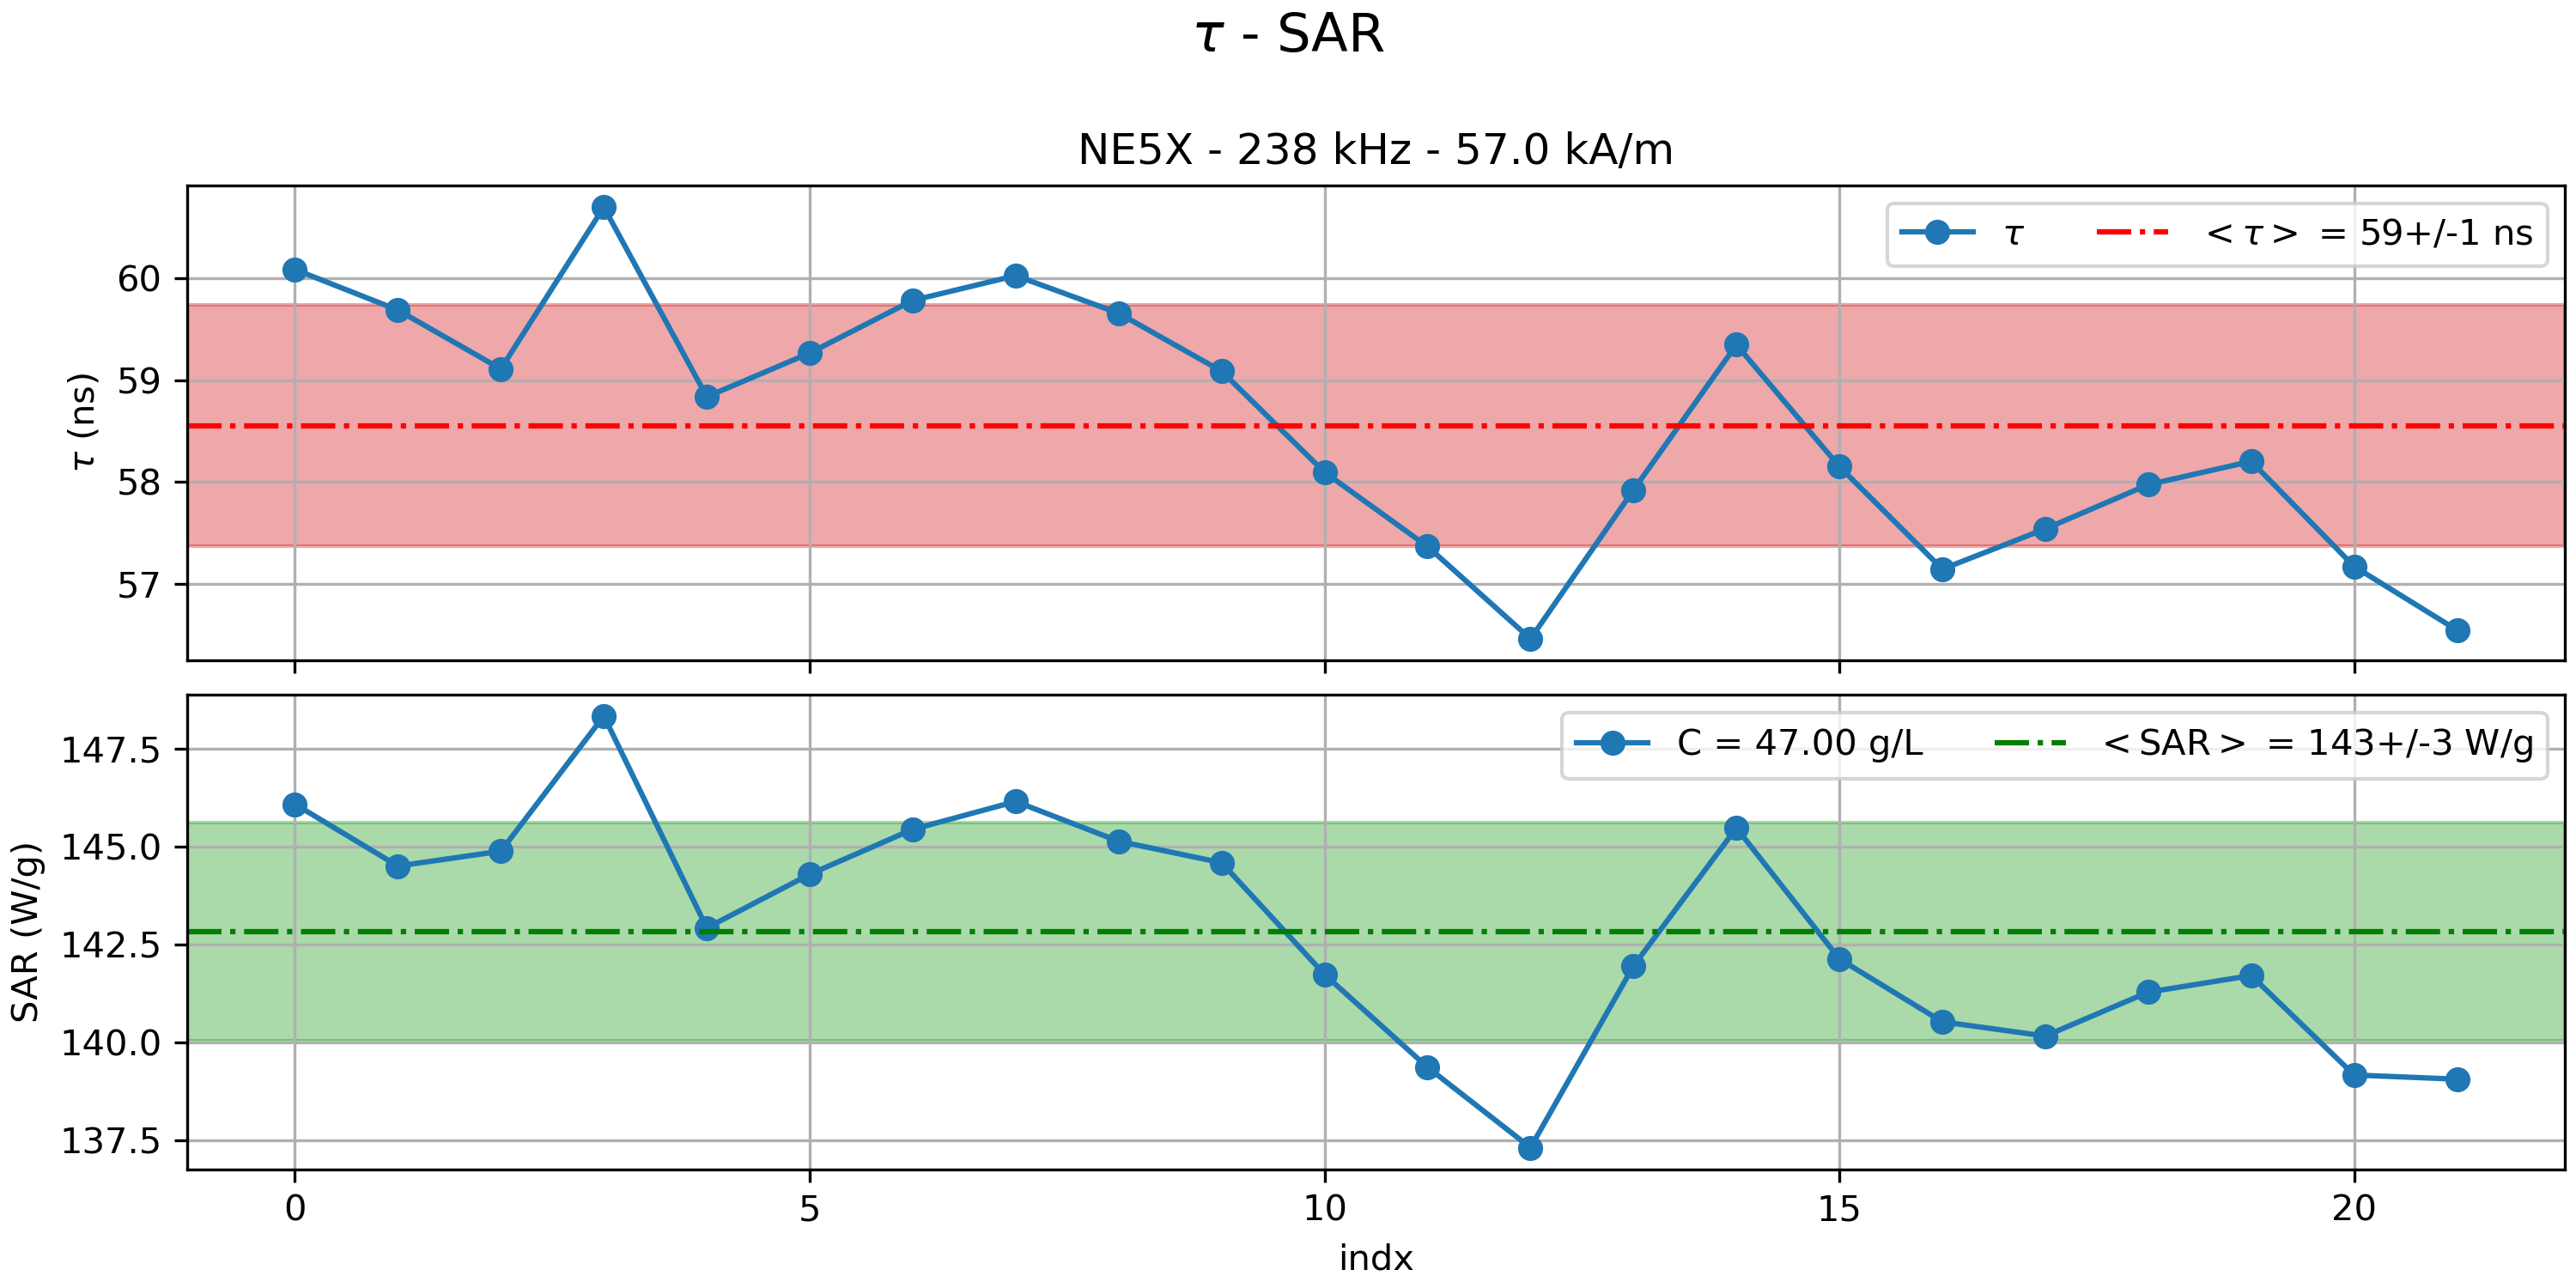 τ - SAR
NE5X - 238 kHz - 57.0 kA/m
τ
<τ> = 59+/-1 ns
60
59
58
57
τ (ns)
C = 47.00 g/L
<SAR> = 143+/-3 W/g
147.5
145.0
142.5
140.0
137.5
SAR (W/g)
0 5 10 15 20
indx